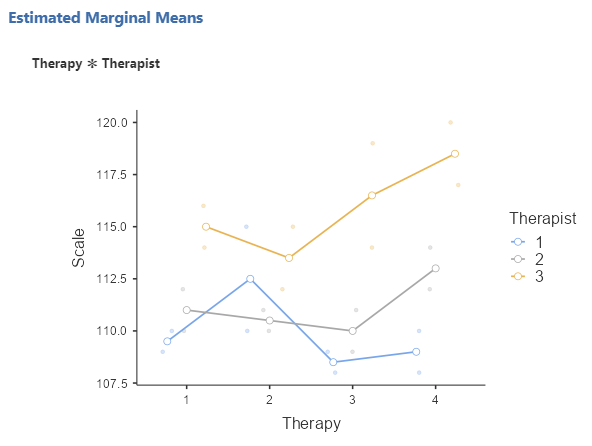 Estimated Marginal Means
Therapy ✻ Therapist
120.0
117.5
115.0
112.5
110.0
107.5
Scale
1 2 3 4
Therapy
Therapist
1
2
3